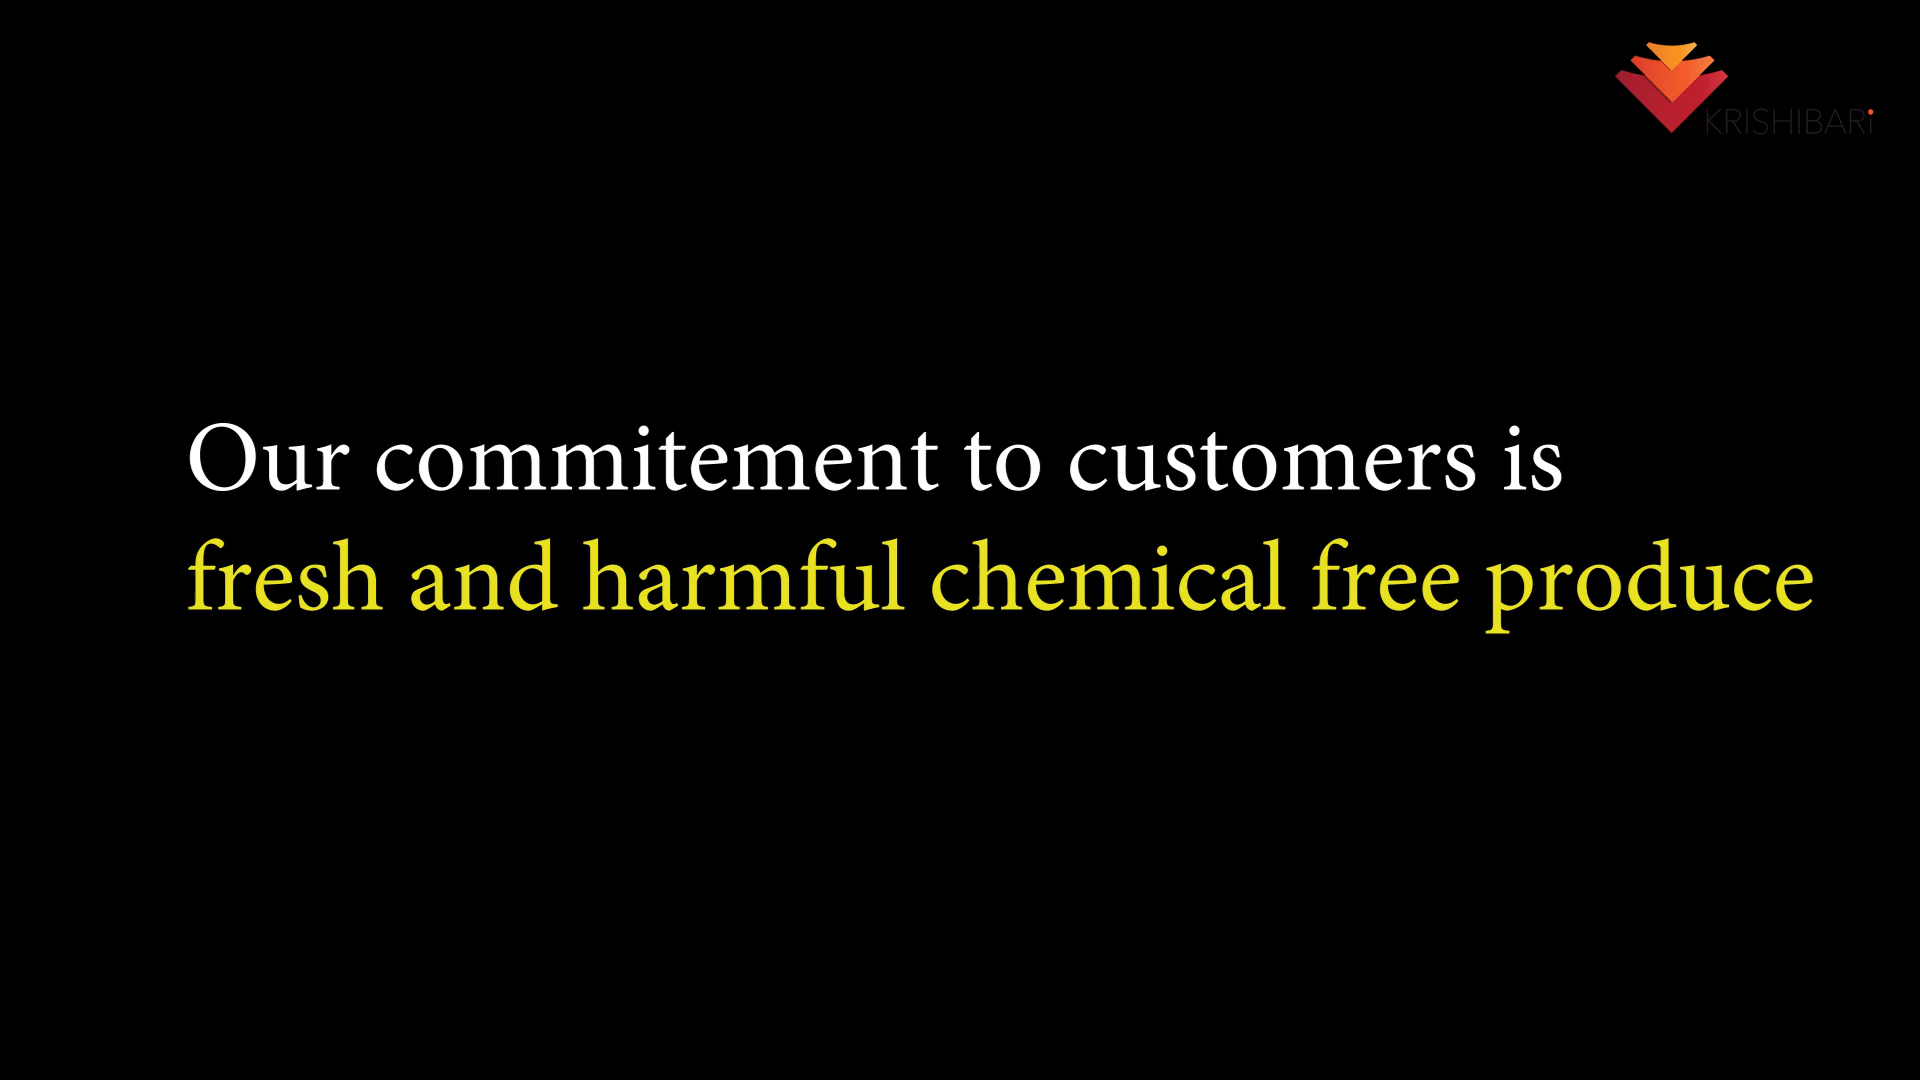 KRISHIBARi
Our commitement to customers is
fresh and harmful chemical free produce